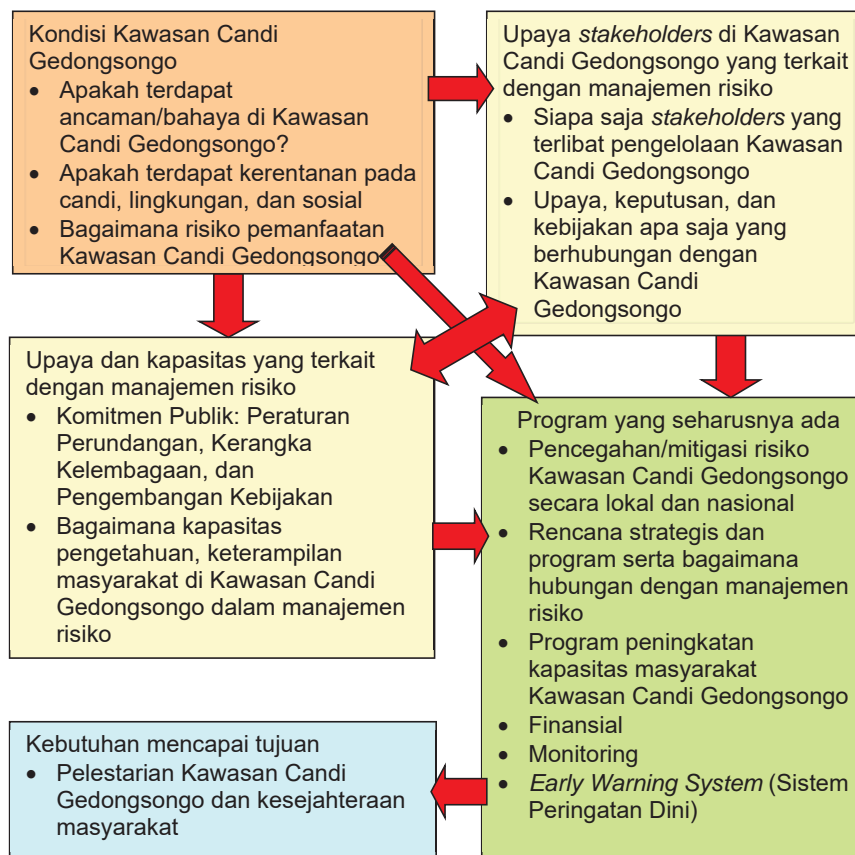 Kondisi Kawasan Candi
Gedongsongo
• Apakah terdapat
ancaman/bahaya di Kawasan
Candi Gedongsongo?
• Apakah terdapat kerentanan pada
candi, lingkungan, dan sosial
• Bagaimana risiko pemanfaatan
Kawasan Candi Gedongsongo
Upaya stakeholders di Kawasan
Candi Gedongsongo yang terkait
dengan manajemen risiko
• Siapa saja stakeholders yang
terlibat pengelolaan Kawasan
Candi Gedongsongo
• Upaya, keputusan, dan
kebijakan apa saja yang
berhubungan dengan
Kawasan Candi
Gedongsongo
Upaya dan kapasitas yang terkait
dengan manajemen risiko
• Komitmen Publik: Peraturan
Perundangan, Kerangka
Kelembagaan, dan
Pengembangan Kebijakan
• Bagaimana kapasitas
pengetahuan, keterampilan
masyarakat di Kawasan Candi
Gedongsongo dalam manajemen
risiko
Program yang seharusnya ada
• Pencegahan/mitigasi risiko
Kawasan Candi Gedongsongo
secara lokal dan nasional
• Rencana strategis dan
program serta bagaimana
hubungan dengan manajemen
risiko
• Program peningkatan
kapasitas masyarakat
Kawasan Candi Gedongsongo
• Finansial
• Monitoring
• Early Warning System (Sistem
Peringatan Dini)
Kebutuhan mencapai tujuan
• Pelestarian Kawasan Candi
Gedongsongo dan kesejahteraan
masyarakat